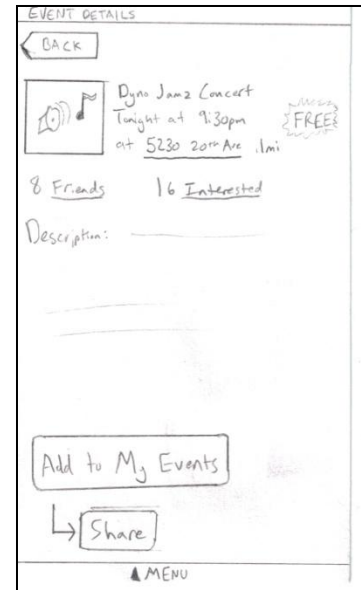 EVENT DETAILS
BACK
Dyno Jamz Concert
Tonight at 9:30pm
FREE
at 5230 20th Ave .1mi
8 Friends 16 Interested
Description:
Add to My Events
Share
MENU